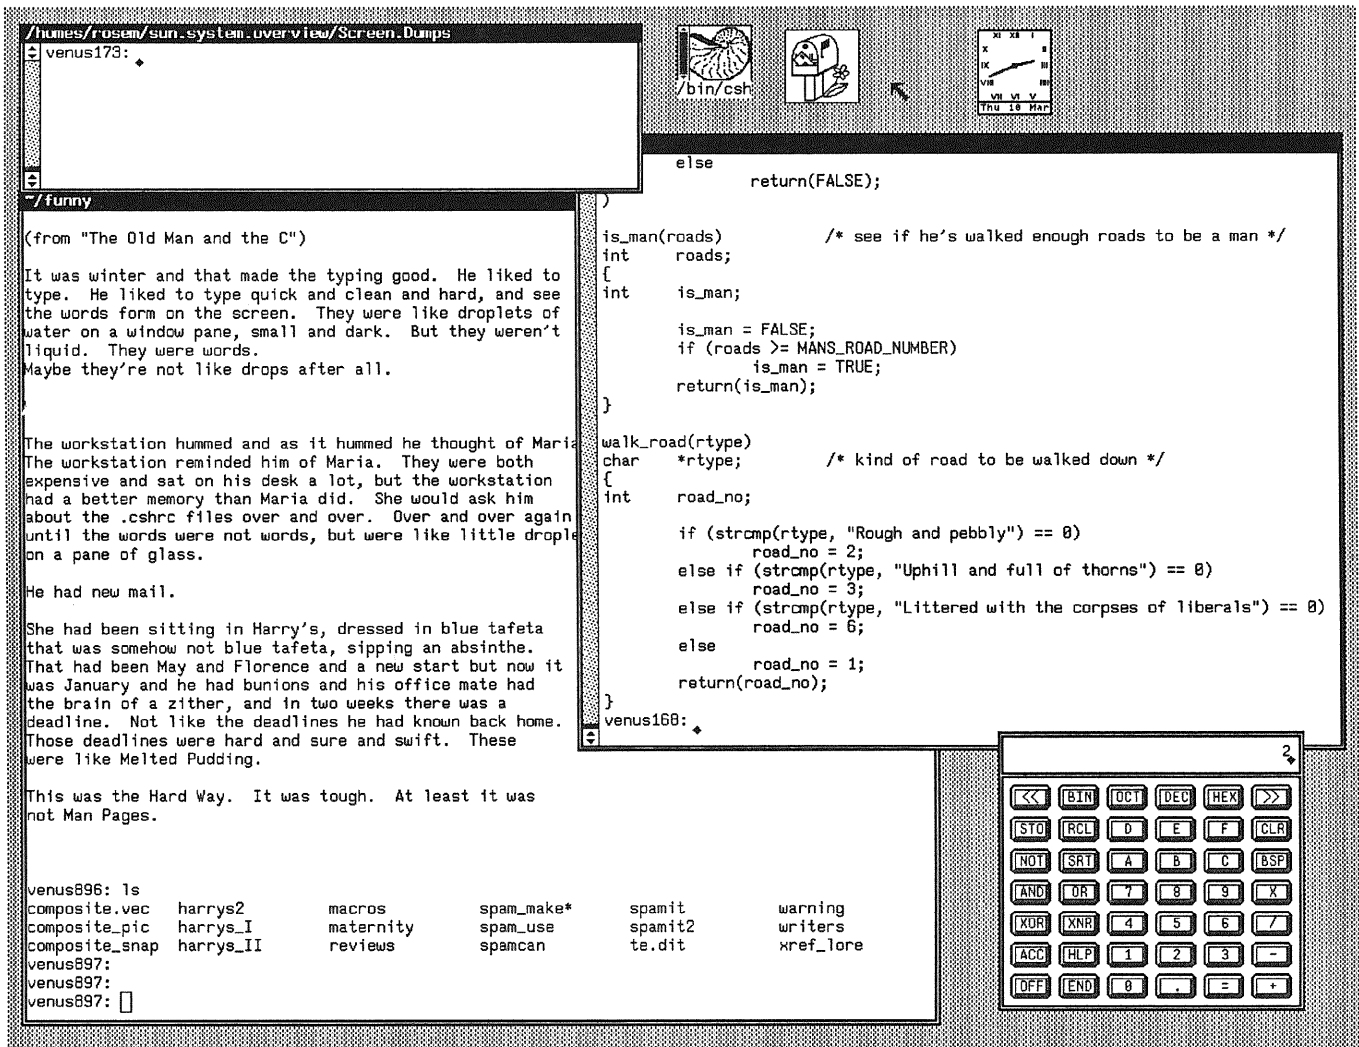 /homes/rosem/sun.system.overview/Screen.Dumps
venus173:
/bin/csh
XI XII I
X II
IX III
VIII IIII
VII VI V
Thu 10 Mar
~/funny
(from "The Old Man and the C")
It was winter and that made the typing good.  He liked to
type.  He liked to type quick and clean and hard, and see
the words form on the screen.  They were like droplets of
water on a window pane, small and dark.  But they weren't
liquid.  They were words.
Maybe they're not like drops after all.
The workstation hummed and as it hummed he thought of Maria
The workstation reminded him of Maria.  They were both
expensive and sat on his desk a lot, but the workstation
had a better memory than Maria did.  She would ask him
about the .cshrc files over and over.  Over and over again
until the words were not words, but were like little drople
on a pane of glass.
He had new mail.
She had been sitting in Harry's, dressed in blue tafeta
that was somehow not blue tafeta, sipping an absinthe.
That had been May and Florence and a new start but now it
was January and he had bunions and his office mate had
the brain of a zither, and in two weeks there was a
deadline.  Not like the deadlines he had known back home.
Those deadlines were hard and sure and swift.  These
were like Melted Pudding.
This was the Hard Way.  It was tough.  At least it was
not Man Pages.
venus896: ls
composite.vec harrys2 macros spam_make* spamit warning
composite_pic harrys_I maternity spam_use spamit2 writers
composite_snap harrys_II reviews spamcan te.dit xref_lore
venus897:
venus897:
venus897:
else
return(FALSE);
}
is_man(roads) /* see if he's walked enough roads to be a man */
int roads;
{
int is_man;
is_man = FALSE;
if (roads >= MANS_ROAD_NUMBER)
is_man = TRUE;
return(is_man);
}
walk_road(rtype)
char *rtype; /* kind of road to be walked down */
{
int road_no;
if (strcmp(rtype, "Rough and pebbly") == 0)
road_no = 2;
else if (strcmp(rtype, "Uphill and full of thorns") == 0)
road_no = 3;
else if (strcmp(rtype, "Littered with the corpses of liberals") == 0)
road_no = 6;
else
road_no = 1;
return(road_no);
}
venus168:
2
<< BIN OCT DEC HEX >>
STO RCL D E F CLR
NOT SRT A B C BSP
AND OR 7 8 9 X
XOR XNR 4 5 6 /
ACC HLP 1 2 3 -
OFF END 0 . = +